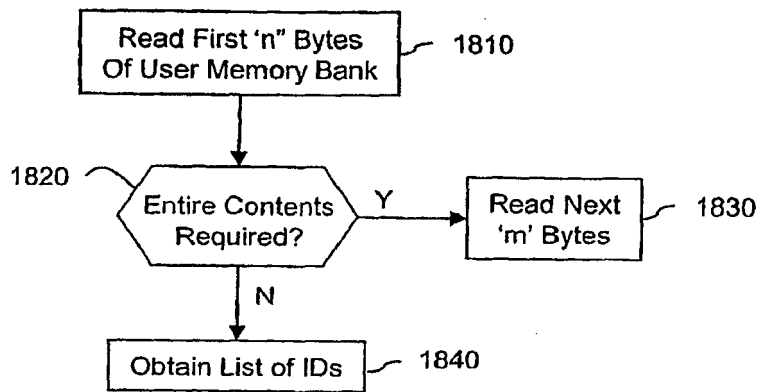 Read First ‘n” Bytes
Of User Memory Bank
1810
1820
Entire Contents
Required?
Y
Read Next
‘m’ Bytes
1830
N
Obtain List of IDs
1840